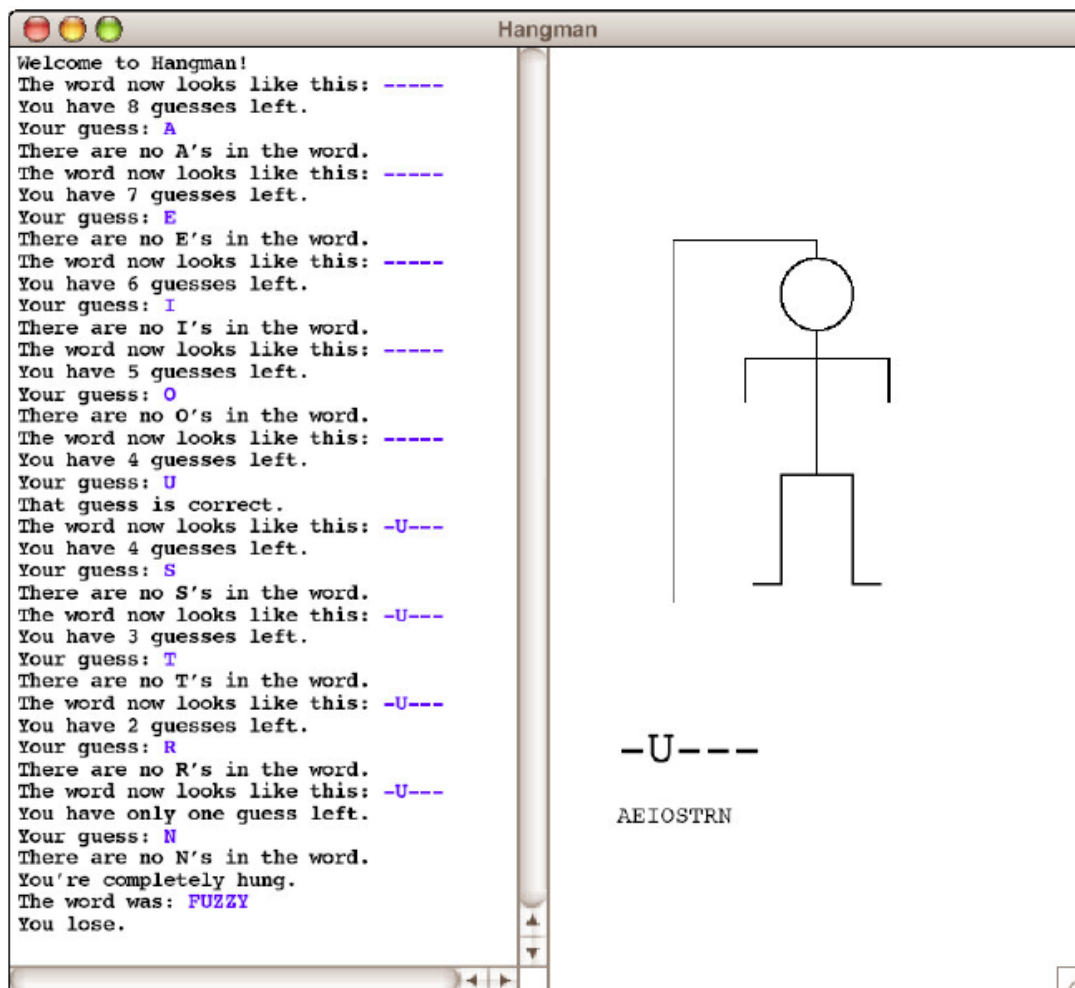 Hangman
Welcome to Hangman!
The word now looks like this: -----
You have 8 guesses left.
Your guess: A
There are no A's in the word.
The word now looks like this: -----
You have 7 guesses left.
Your guess: E
There are no E's in the word.
The word now looks like this: -----
You have 6 guesses left.
Your guess: I
There are no I's in the word.
The word now looks like this: -----
You have 5 guesses left.
Your guess: O
There are no O's in the word.
The word now looks like this: -----
You have 4 guesses left.
Your guess: U
That guess is correct.
The word now looks like this: -U---
You have 4 guesses left.
Your guess: S
There are no S's in the word.
The word now looks like this: -U---
You have 3 guesses left.
Your guess: T
There are no T's in the word.
The word now looks like this: -U---
You have 2 guesses left.
Your guess: R
There are no R's in the word.
The word now looks like this: -U---
You have only one guess left.
Your guess: N
There are no N's in the word.
You're completely hung.
The word was: FUZZY
You lose.
-U---
AEIOSTRN